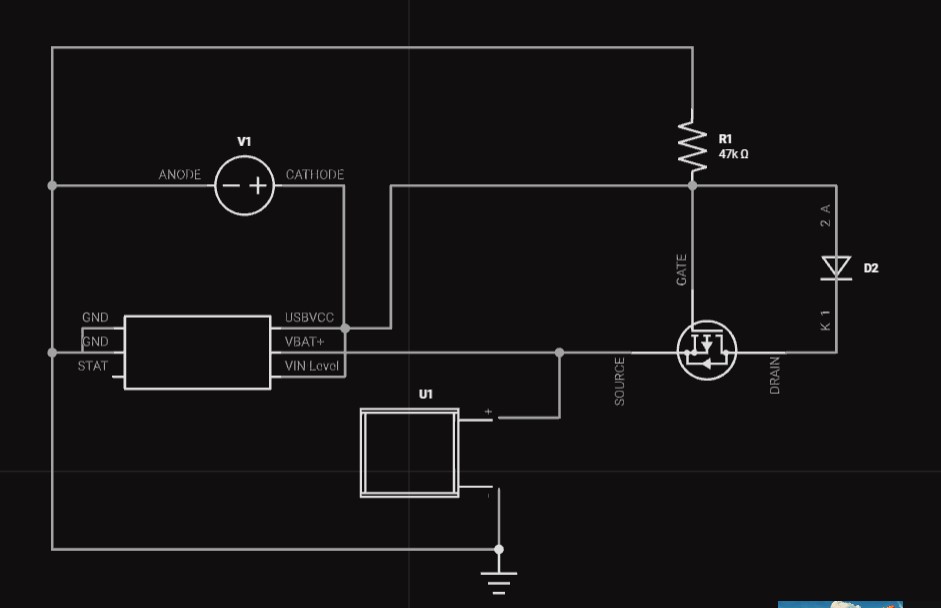 V1
R1
47k Ω
ANODE
CATHODE
2 A
D2
GATE
K 1
GND
USBVCC
GND
VBAT+
STAT
VIN Level
SOURCE
DRAIN
U1
+
-